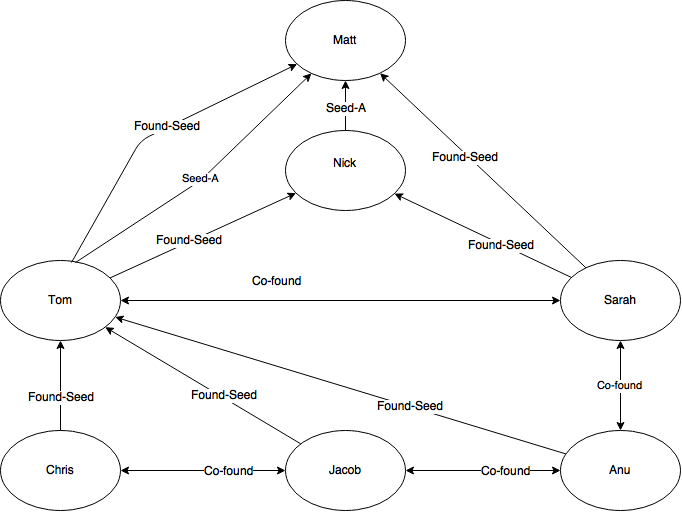 Matt
Found-Seed
Seed-A
Found-Seed
Nick
Seed-A
Found-Seed
Found-Seed
Co-found
Tom
Sarah
Co-found
Found-Seed
Found-Seed
Found-Seed
Chris
Co-found
Jacob
Co-found
Anu